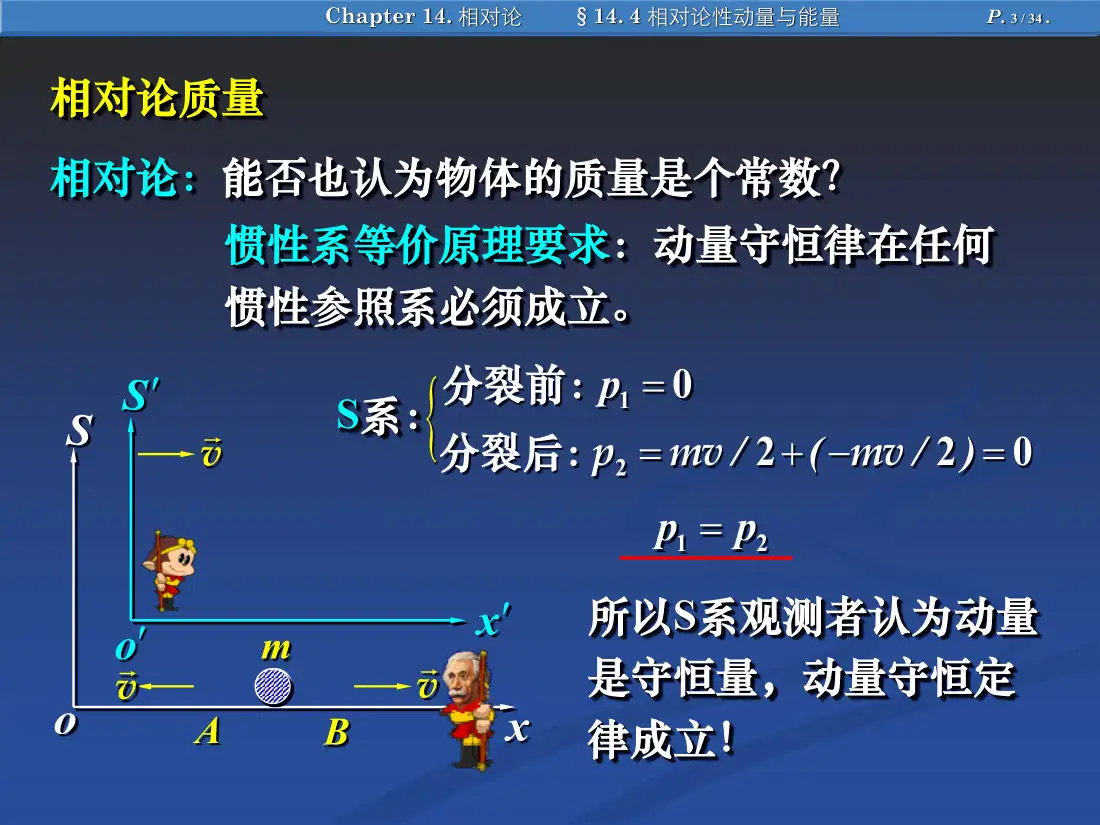 Chapter 14. 相对论 §14. 4 相对论性动量与能量 P. 3 / 34 .
相对论质量
相对论：能否也认为物体的质量是个常数？
惯性系等价原理要求：动量守恒律在任何
惯性参照系必须成立。
S系：
分裂前：p₁ = 0
分裂后：p₂ = mv / 2 + ( −mv / 2 ) = 0
p₁ = p₂
所以S系观测者认为动量
是守恒量，动量守恒定
律成立！
S′
S
v⃗
x′
o′
m
v⃗
v⃗
o
A
B
x